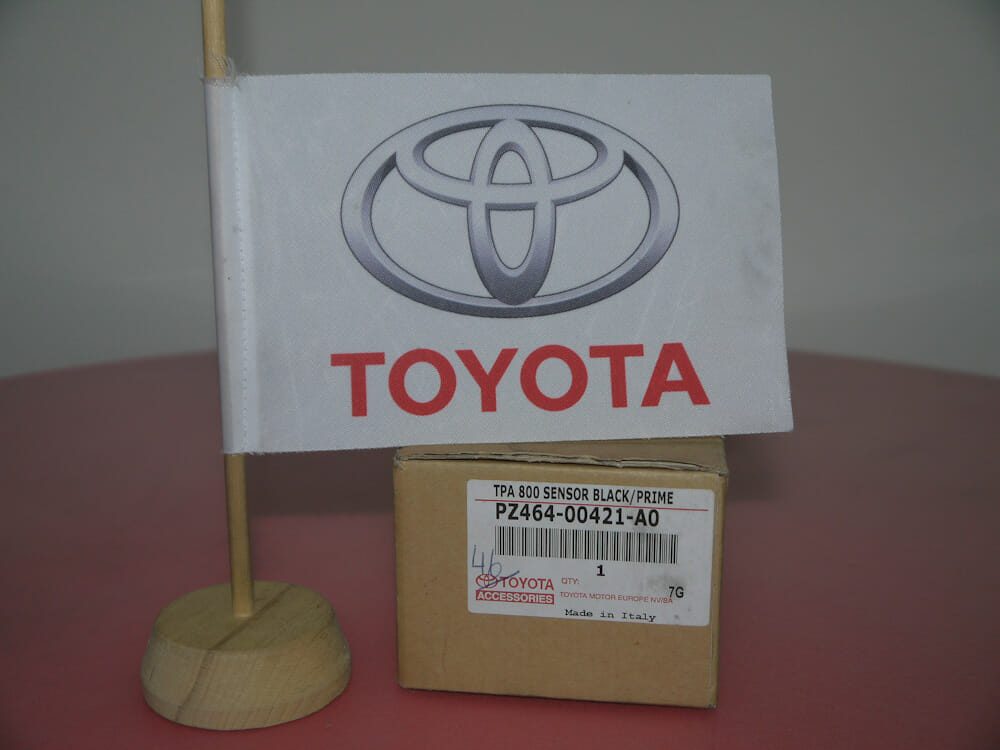 TOYOTA
TPA 800 SENSOR BLACK/PRIME
PZ464-00421-A0
1
46
TOYOTA
QTY:
7G
ACCESSORIES
TOYOTA MOTOR EUROPE NV/SA
Made in Italy